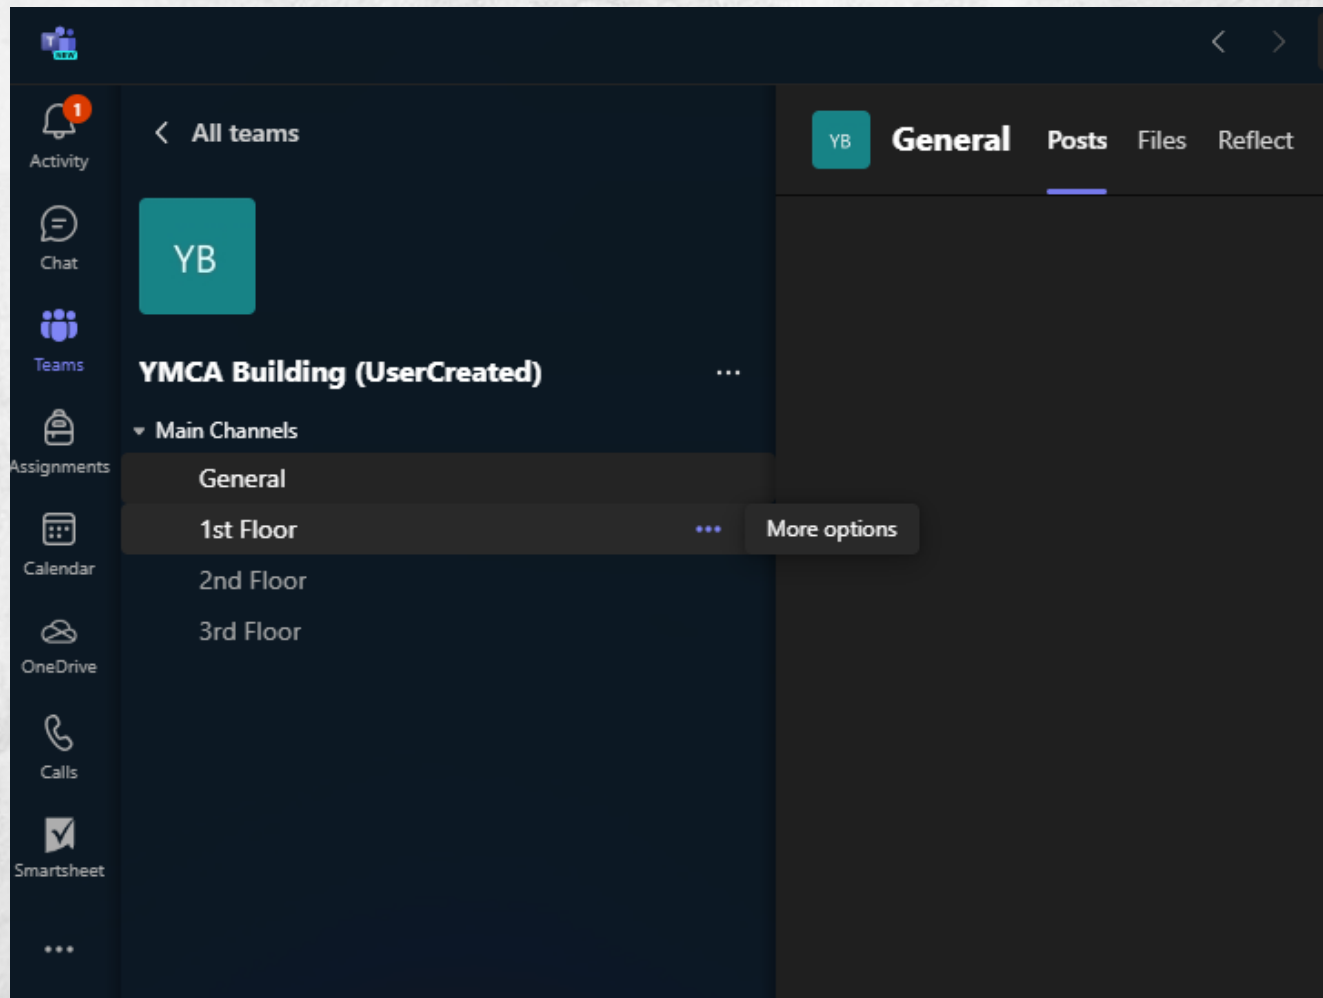 T
NEW
1
Activity
Chat
Teams
Assignments
Calendar
OneDrive
Calls
Smartsheet
All teams
YB
YMCA Building (UserCreated)
Main Channels
General
1st Floor
More options
2nd Floor
3rd Floor
YB General Posts Files Reflect